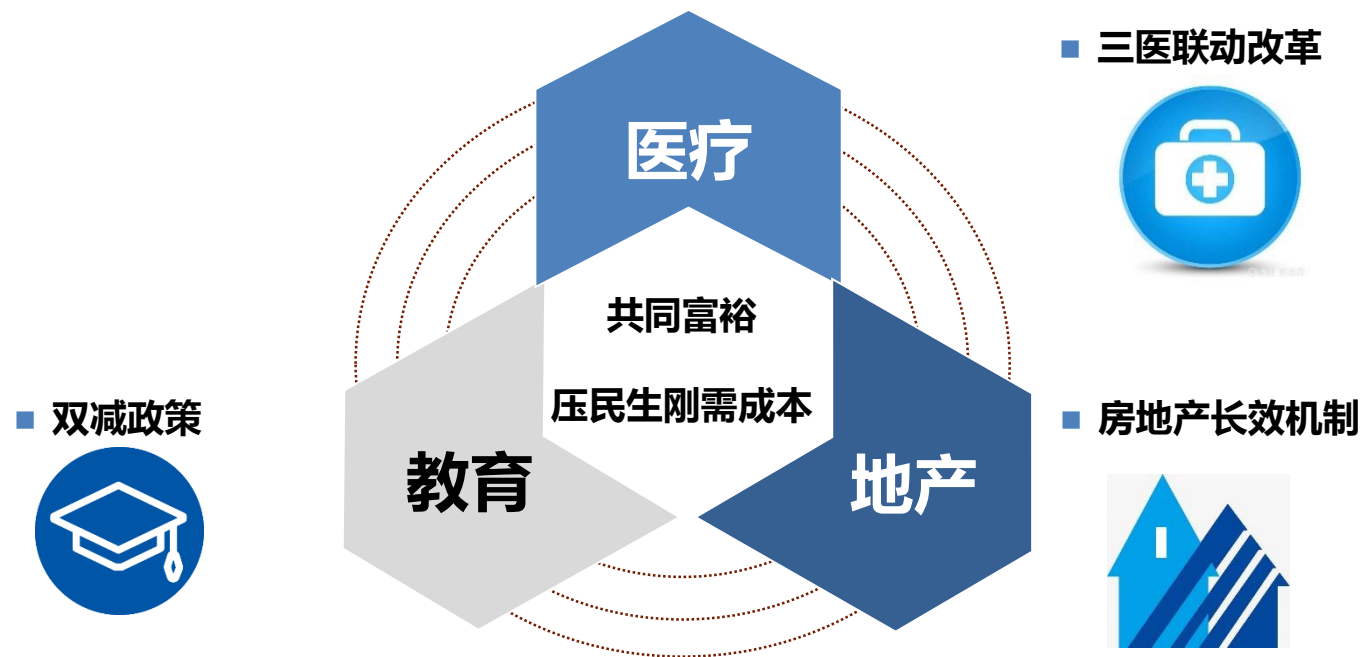 三医联动改革
医疗
共同富裕
压民生刚需成本
双减政策
房地产长效机制
教育
地产